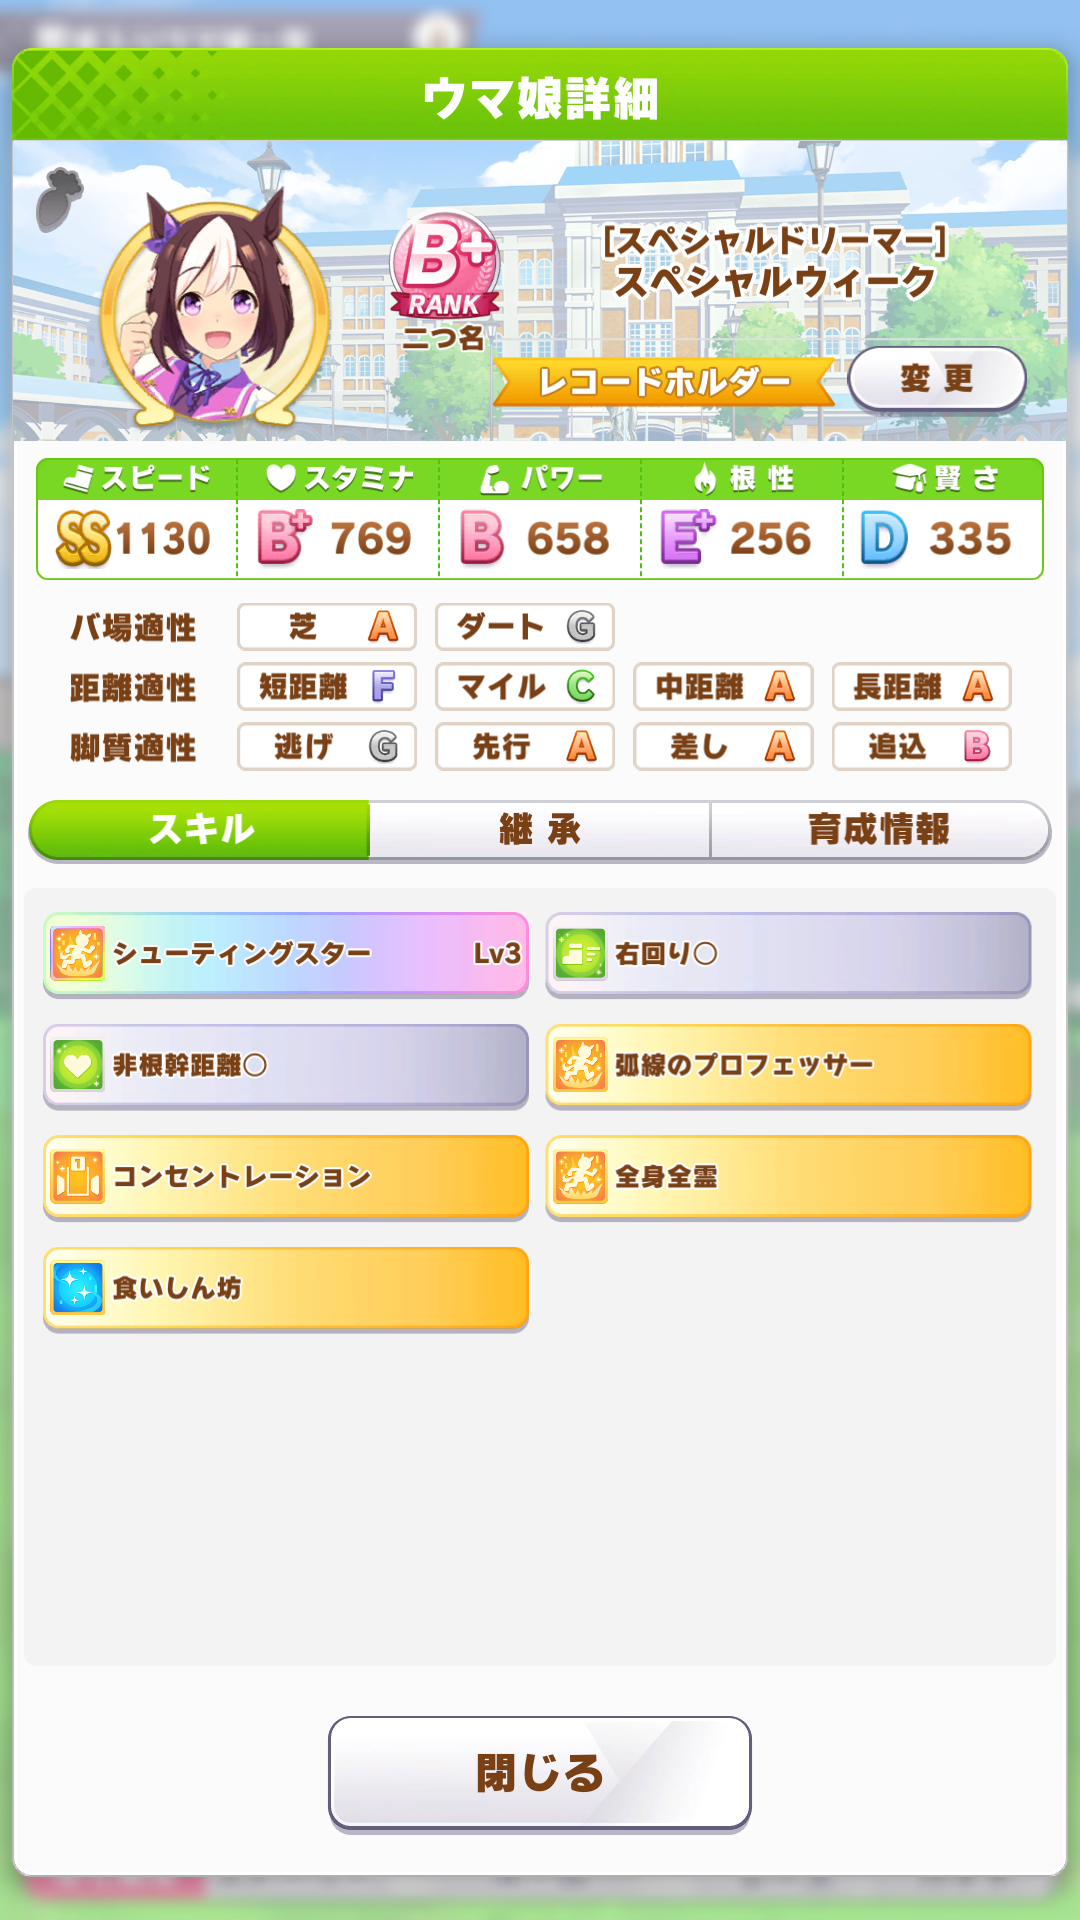 ウマ娘詳細
B+
RANK
二つ名
[スペシャルドリーマー]
スペシャルウィーク
レコードホルダー
変更
スピード スタミナ パワー 根性 賢さ
SS 1130 B+ 769 B 658 E+ 256 D 335
バ場適性 芝 A ダート G
距離適性 短距離 F マイル C 中距離 A 長距離 A
脚質適性 逃げ G 先行 A 差し A 追込 B
スキル 継承 育成情報
シューティングスター Lv3 右回り○
非根幹距離○ 弧線のプロフェッサー
コンセントレーション 全身全霊
食いしん坊
閉じる